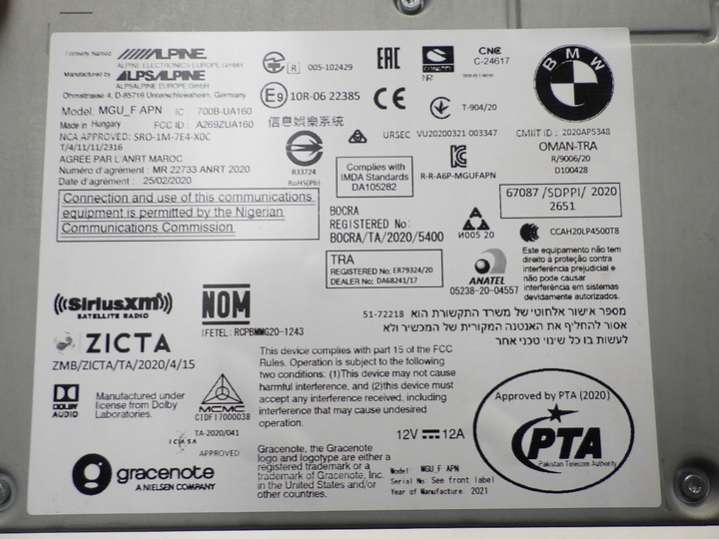 Formerly Named ALPINE
ALPINE ELECTRONICS EUROPE GMBH
Manufactured by ALPSALPINE
ALPSALPINE EUROPE GMBH
Ohmstrasse 4, D-85716 Unterschleissheim, Germany
Model: MGU_F APN IC 700B-UA160
Made in Hungary FCC ID: A269ZUA160
NCA APPROVED: SRO-1M-7E4-X0C
T/4/11/11/2316
AGREE PAR L'ANRT MAROC
Numéro d'agrément: MR 22733 ANRT 2020
Date d'agrément: 25/02/2020
Connection and use of this communications
equipment is permitted by the Nigerian
Communications Commission
R 005-102429
E9 10R-06 22385
CE
信息娛樂系統
R33724
RoHS
EAC
CNC
C-24617
T-904/20
URSEC VU20200321 003347
R-R-A6P-MGUFAPN
Complies with
IMDA Standards
DA105282
BMW
CMIIT ID: 2020AP5348
OMAN-TRA
R/9006/20
D100428
67087 /SDPPI/ 2020
2651
CCAH20LP4500T8
BOCRA
REGISTERED No:
BOCRA/TA/2020/5400
TRA
REGISTERED No: ER79324/20
DEALER No: DA68241/17
ANATEL
05238-20-04557
Este equipamento não tem
direito à proteção contra
interferência prejudicial e
não pode causar
interferência em sistemas
devidamente autorizados.
מספר אישור אלחוטי של משרד התקשורת הוא 51-72218
אסור להחליף את האנטנה המקורית של המכשיר ולא
לעשות בו כל שינוי טכני אחר
SiriusXm
SATELLITE RADIO
NOM
IFETEL: RCPBMMG20-1243
ZICTA
ZMB/ZICTA/TA/2020/4/15
DOLBY
AUDIO
Manufactured under
license from Dolby
Laboratories.
MCMC
CIDF17000038
TA-2020/041
ICASA
APPROVED
This device complies with part 15 of the FCC
Rules. Operation is subject to the following
two conditions: (1)This device may not cause
harmful interference, and (2)this device must
accept any interference received, including
interference that may cause undesired
operation.
12V 12A
gracenote
A NIELSEN COMPANY
Gracenote, the Gracenote
logo and logotype are either a
registered trademark or a
trademark of Gracenote, Inc.
in the United States and/or
other countries.
Model: MGU_F APN
Serial No: See front label
Year of Manufacture: 2021
Approved by PTA (2020)
PTA
Pakistan Telecom Authority